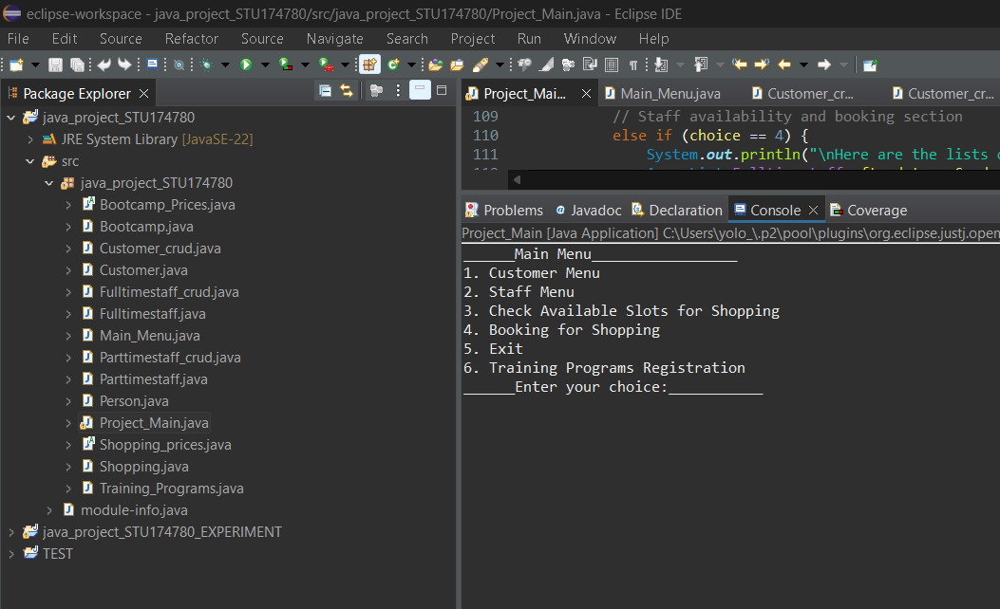 eclipse-workspace - java_project_STU174780/src/java_project_STU174780/Project_Main.java - Eclipse IDE
File Edit Source Refactor Source Navigate Search Project Run Window Help
Package Explorer
java_project_STU174780
JRE System Library [JavaSE-22]
src
java_project_STU174780
Bootcamp_Prices.java
Bootcamp.java
Customer_crud.java
Customer.java
Fulltimestaff_crud.java
Fulltimestaff.java
Main_Menu.java
Parttimestaff_crud.java
Parttimestaff.java
Person.java
Project_Main.java
Shopping_prices.java
Shopping.java
Training_Programs.java
module-info.java
java_project_STU174780_EXPERIMENT
TEST
Project_Mai... Main_Menu.java Customer_cr... Customer_cr...
109 // Staff availability and booking section
110 else if (choice == 4) {
111 System.out.println("\nHere are the lists
Problems Javadoc Declaration Console Coverage
Project_Main [Java Application] C:\Users\yolo_\.p2\pool\plugins\org.eclipse.justj.open
______Main Menu_________________
1. Customer Menu
2. Staff Menu
3. Check Available Slots for Shopping
4. Booking for Shopping
5. Exit
6. Training Programs Registration
______Enter your choice:___________